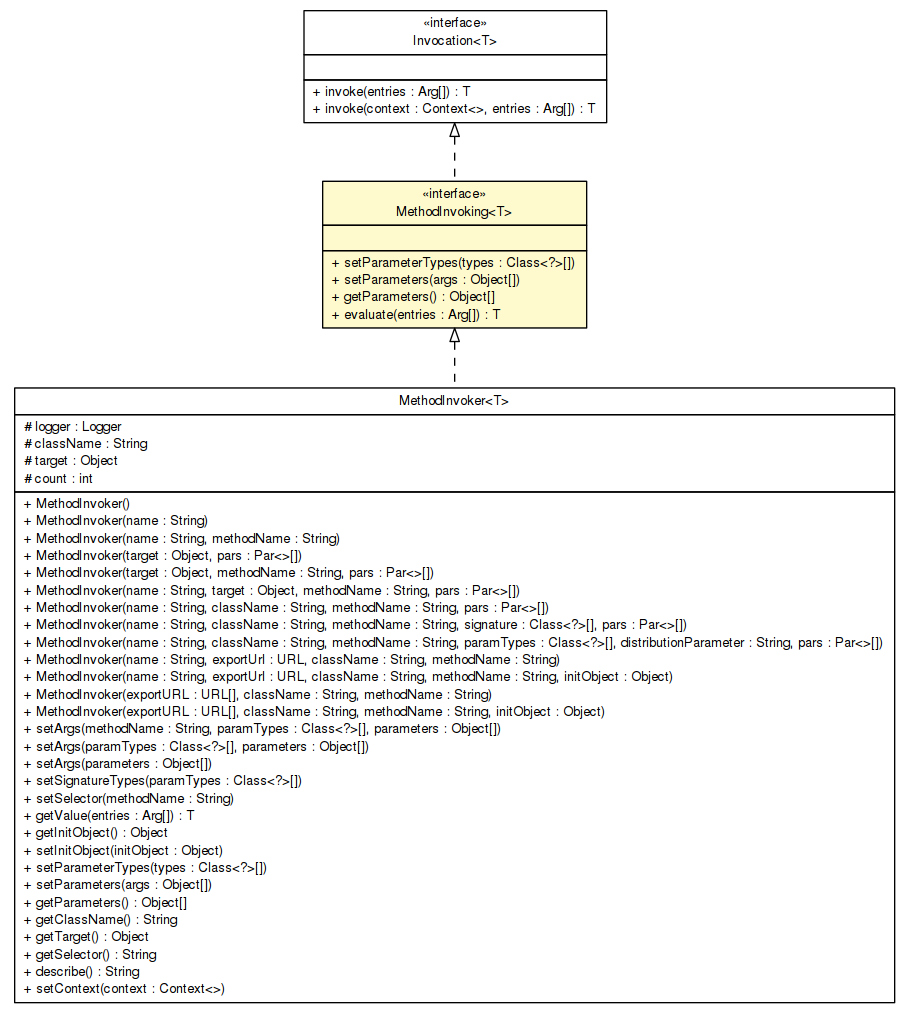 «interface»
Invocation<T>
+ invoke(entries : Arg[]) : T
+ invoke(context : Context<>, entries : Arg[]) : T
«interface»
MethodInvoking<T>
+ setParameterTypes(types : Class<?>[])
+ setParameters(args : Object[])
+ getParameters() : Object[]
+ evaluate(entries : Arg[]) : T
MethodInvoker<T>
# logger : Logger
# className : String
# target : Object
# count : int
+ MethodInvoker()
+ MethodInvoker(name : String)
+ MethodInvoker(name : String, methodName : String)
+ MethodInvoker(target : Object, pars : Par<>[])
+ MethodInvoker(target : Object, methodName : String, pars : Par<>[])
+ MethodInvoker(name : String, target : Object, methodName : String, pars : Par<>[])
+ MethodInvoker(name : String, className : String, methodName : String, pars : Par<>[])
+ MethodInvoker(name : String, className : String, methodName : String, signature : Class<?>[], pars : Par<>[])
+ MethodInvoker(name : String, className : String, methodName : String, paramTypes : Class<?>[], distributionParameter : String, pars : Par<>[])
+ MethodInvoker(name : String, exportUrl : URL, className : String, methodName : String)
+ MethodInvoker(name : String, exportUrl : URL, className : String, methodName : String, initObject : Object)
+ MethodInvoker(exportURL : URL[], className : String, methodName : String)
+ MethodInvoker(exportURL : URL[], className : String, methodName : String, initObject : Object)
+ setArgs(methodName : String, paramTypes : Class<?>[], parameters : Object[])
+ setArgs(paramTypes : Class<?>[], parameters : Object[])
+ setArgs(parameters : Object[])
+ setSignatureTypes(paramTypes : Class<?>[])
+ setSelector(methodName : String)
+ getValue(entries : Arg[]) : T
+ getInitObject() : Object
+ setInitObject(initObject : Object)
+ setParameterTypes(types : Class<?>[])
+ setParameters(args : Object[])
+ getParameters() : Object[]
+ getClassName() : String
+ getTarget() : Object
+ getSelector() : String
+ describe() : String
+ setContext(context : Context<>)